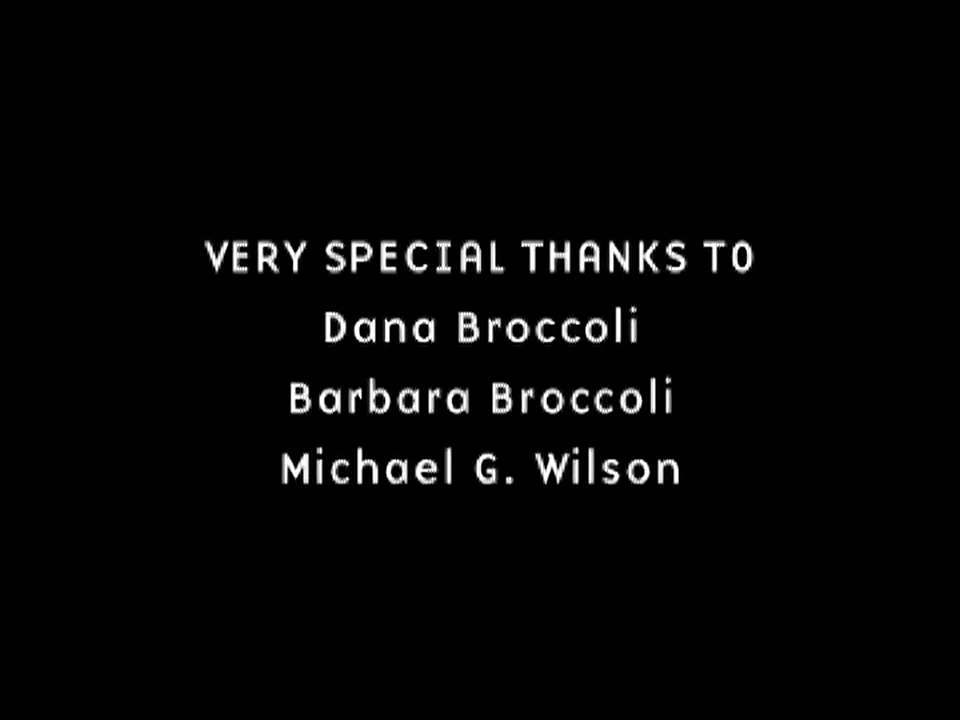 VERY SPECIAL THANKS TO
Dana Broccoli
Barbara Broccoli
Michael G. Wilson